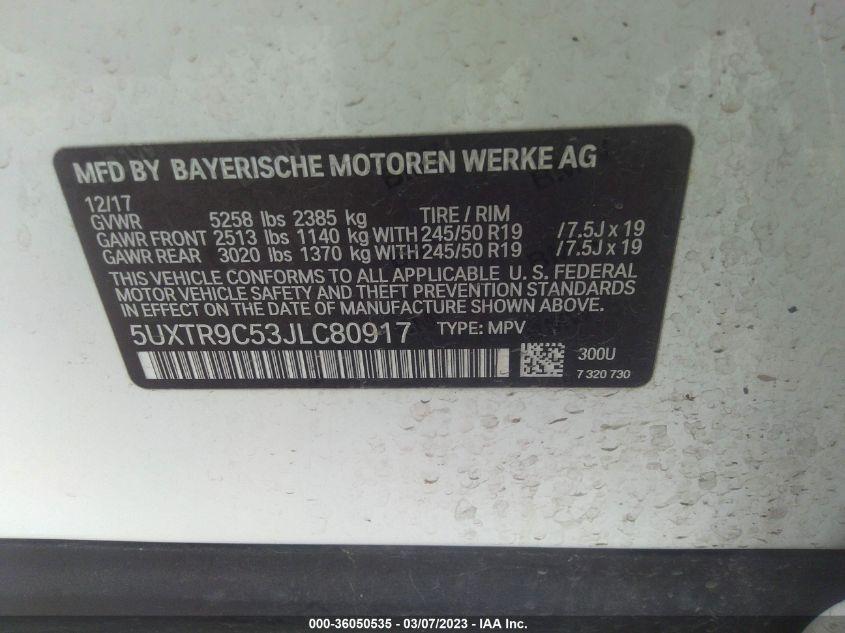 MFD BY BAYERISCHE MOTOREN WERKE AG
12/17
GVWR 5258 lbs 2385 kg TIRE / RIM
GAWR FRONT 2513 lbs 1140 kg WITH 245/50 R19 /7.5J x 19
GAWR REAR 3020 lbs 1370 kg WITH 245/50 R19 /7.5J x 19
THIS VEHICLE CONFORMS TO ALL APPLICABLE U. S. FEDERAL
MOTOR VEHICLE SAFETY AND THEFT PREVENTION STANDARDS
IN EFFECT ON THE DATE OF MANUFACTURE SHOWN ABOVE.
5UXTR9C53JLC80917 TYPE: MPV
300U
7 320 730
000-36050535 - 03/07/2023 - IAA Inc.